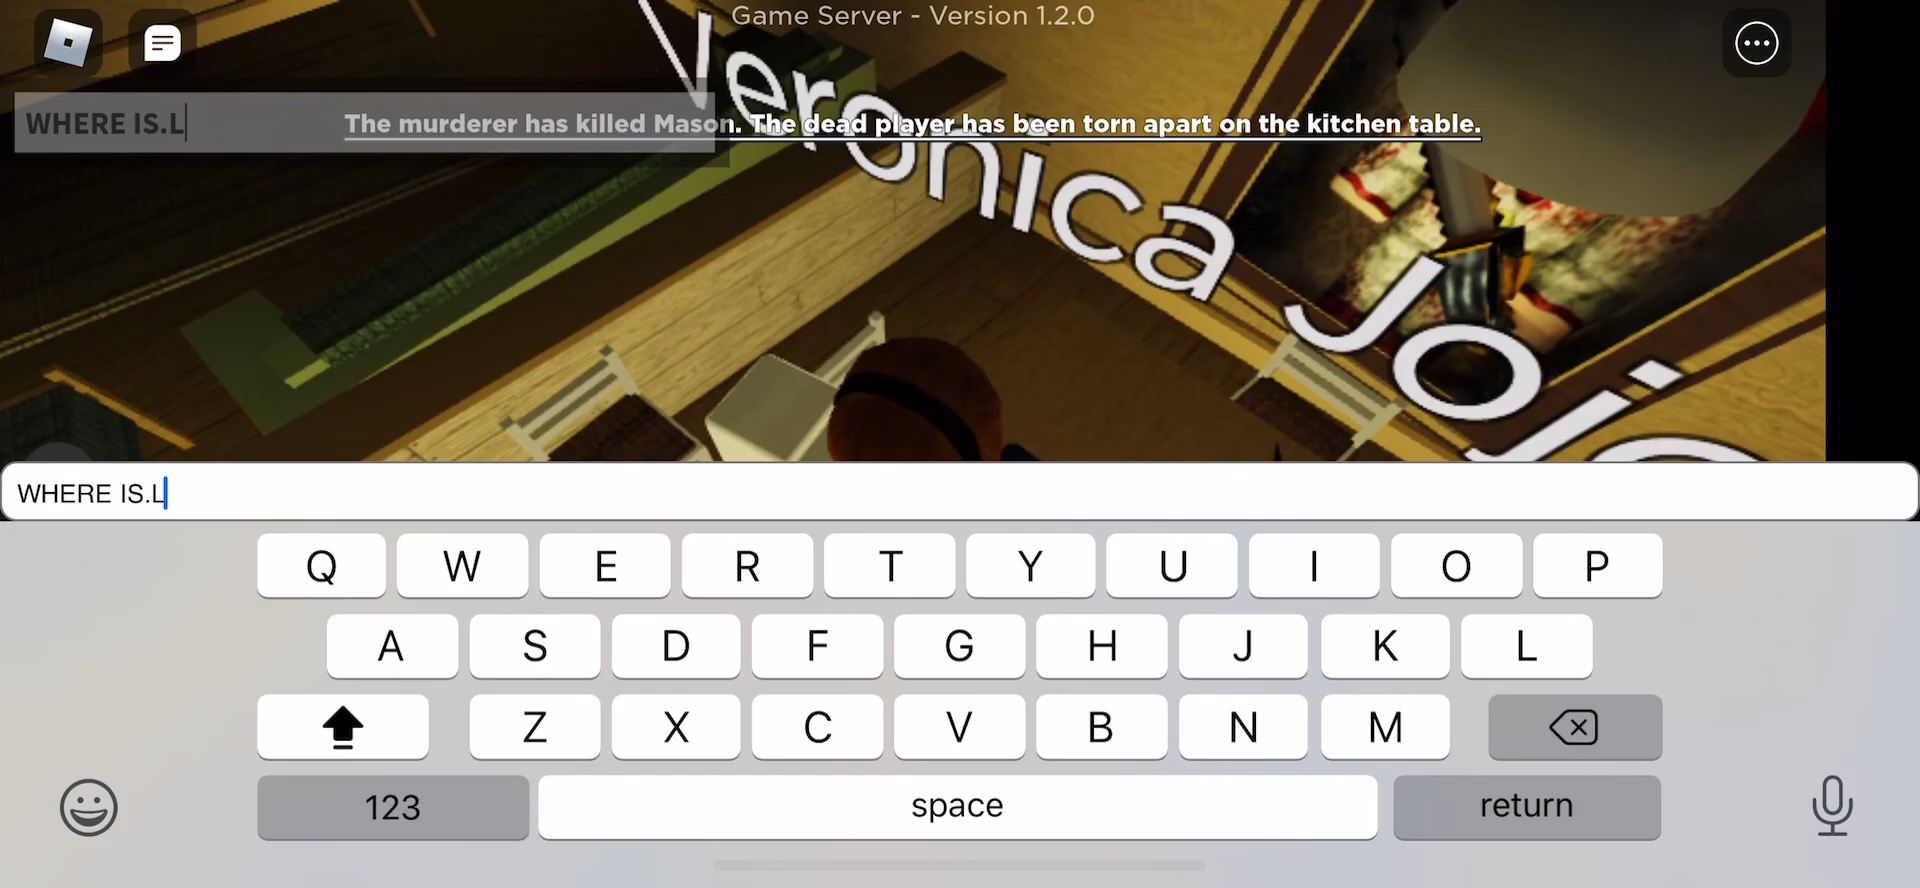 Game Server - Version 1.2.0
Veronica Jojo
WHERE IS.L
The murderer has killed Mason. The dead player has been torn apart on the kitchen table.
WHERE IS.L
Q W E R T Y U I O P
A S D F G H J K L
Z X C V B N M
123 space return